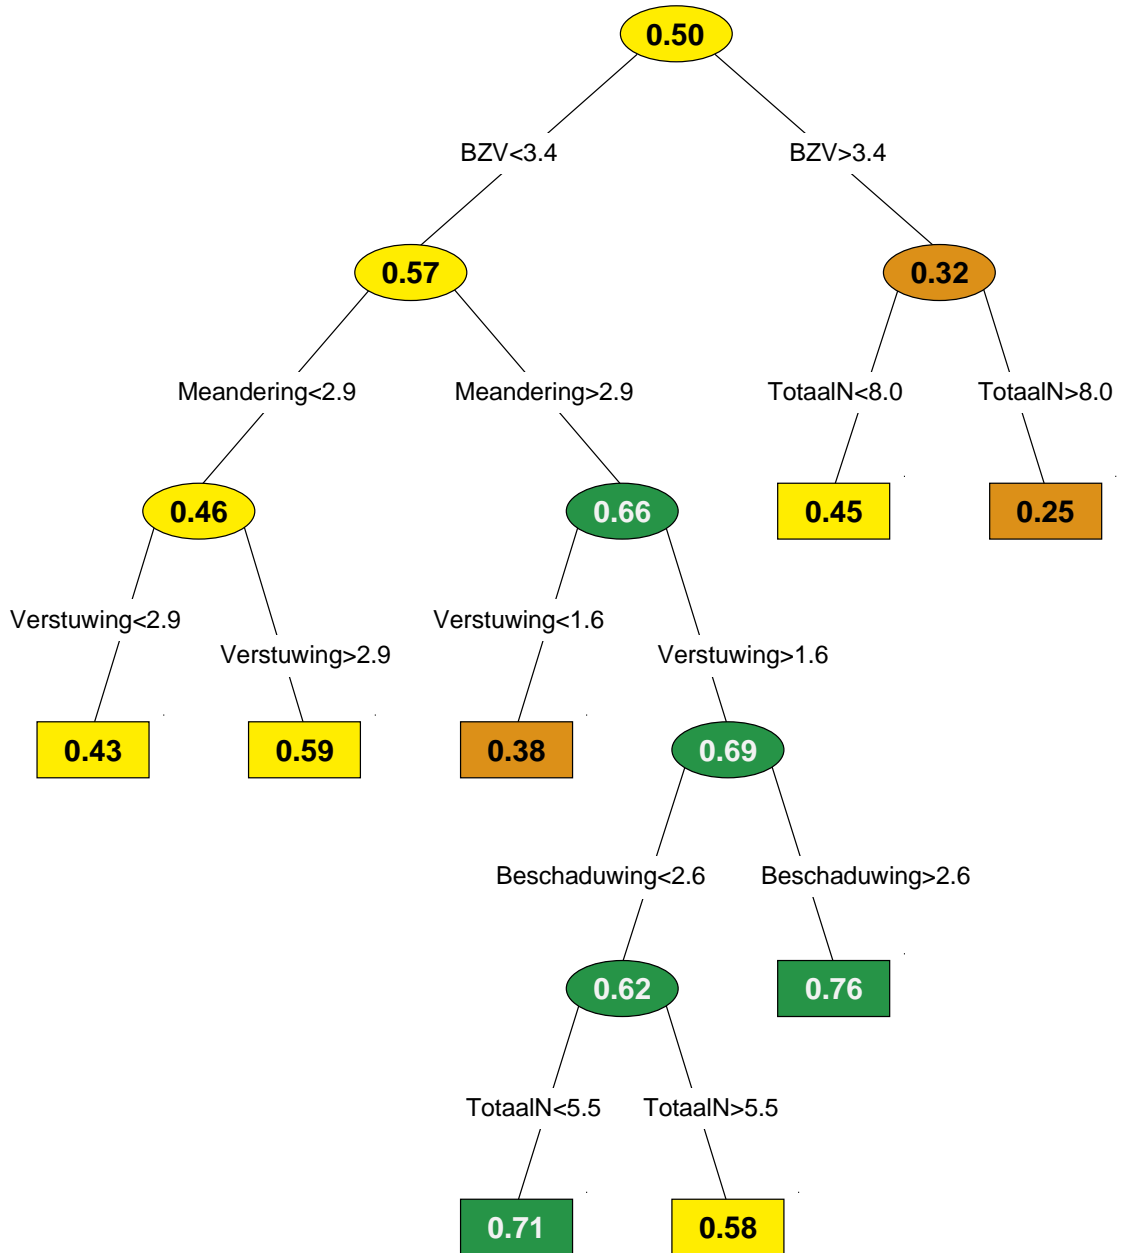 0.50
BZV<3.4
BZV>3.4
0.57
0.32
Meandering<2.9
Meandering>2.9
TotaalN<8.0
TotaalN>8.0
0.46
0.66
0.45
0.25
Verstuwing<2.9
Verstuwing>2.9
Verstuwing<1.6
Verstuwing>1.6
0.43
0.59
0.38
0.69
Beschaduwing<2.6
Beschaduwing>2.6
0.62
0.76
TotaalN<5.5
TotaalN>5.5
0.71
0.58